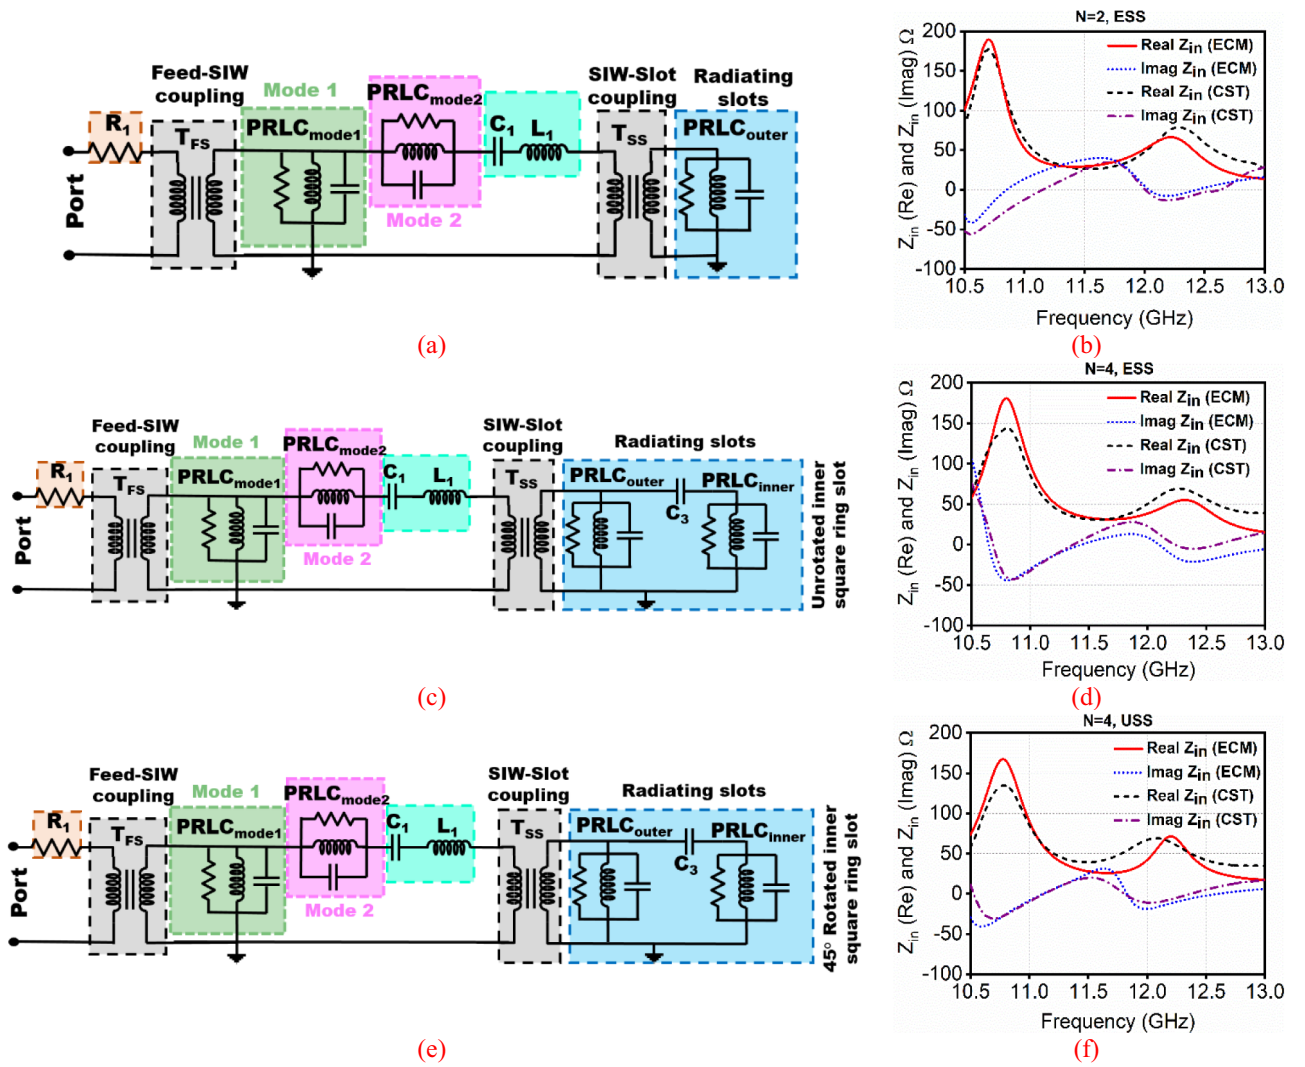 Feed-SIW
coupling
Mode 1
PRLCmode2
SIW-Slot
coupling
Radiating
slots
R1
TFS
PRLCmode1
C1
L1
TSS
PRLCouter
Port
Mode 2
(a)
N=2, ESS
Real Zin (ECM)
Imag Zin (ECM)
Real Zin (CST)
Imag Zin (CST)
Zin (Re) and Zin (Imag) Ω
200
150
100
50
0
-50
-100
10.5 11.0 11.5 12.0 12.5 13.0
Frequency (GHz)
(b)
Feed-SIW
coupling
Mode 1
PRLCmode2
SIW-Slot
coupling
Radiating slots
R1
TFS
PRLCmode1
C1
L1
TSS
PRLCouter
PRLCinner
C3
Port
Mode 2
Unrotated inner
square ring slot
(c)
N=4, ESS
Real Zin (ECM)
Imag Zin (ECM)
Real Zin (CST)
Imag Zin (CST)
Zin (Re) and Zin (Imag) Ω
200
150
100
50
0
-50
-100
10.5 11.0 11.5 12.0 12.5 13.0
Frequency (GHz)
(d)
Feed-SIW
coupling
Mode 1
PRLCmode2
SIW-Slot
coupling
Radiating slots
R1
TFS
PRLCmode1
C1
L1
TSS
PRLCouter
PRLCinner
C3
Port
Mode 2
45° Rotated inner
square ring slot
(e)
N=4, USS
Real Zin (ECM)
Imag Zin (ECM)
Real Zin (CST)
Imag Zin (CST)
Zin (Re) and Zin (Imag) Ω
200
150
100
50
0
-50
-100
10.5 11.0 11.5 12.0 12.5 13.0
Frequency (GHz)
(f)